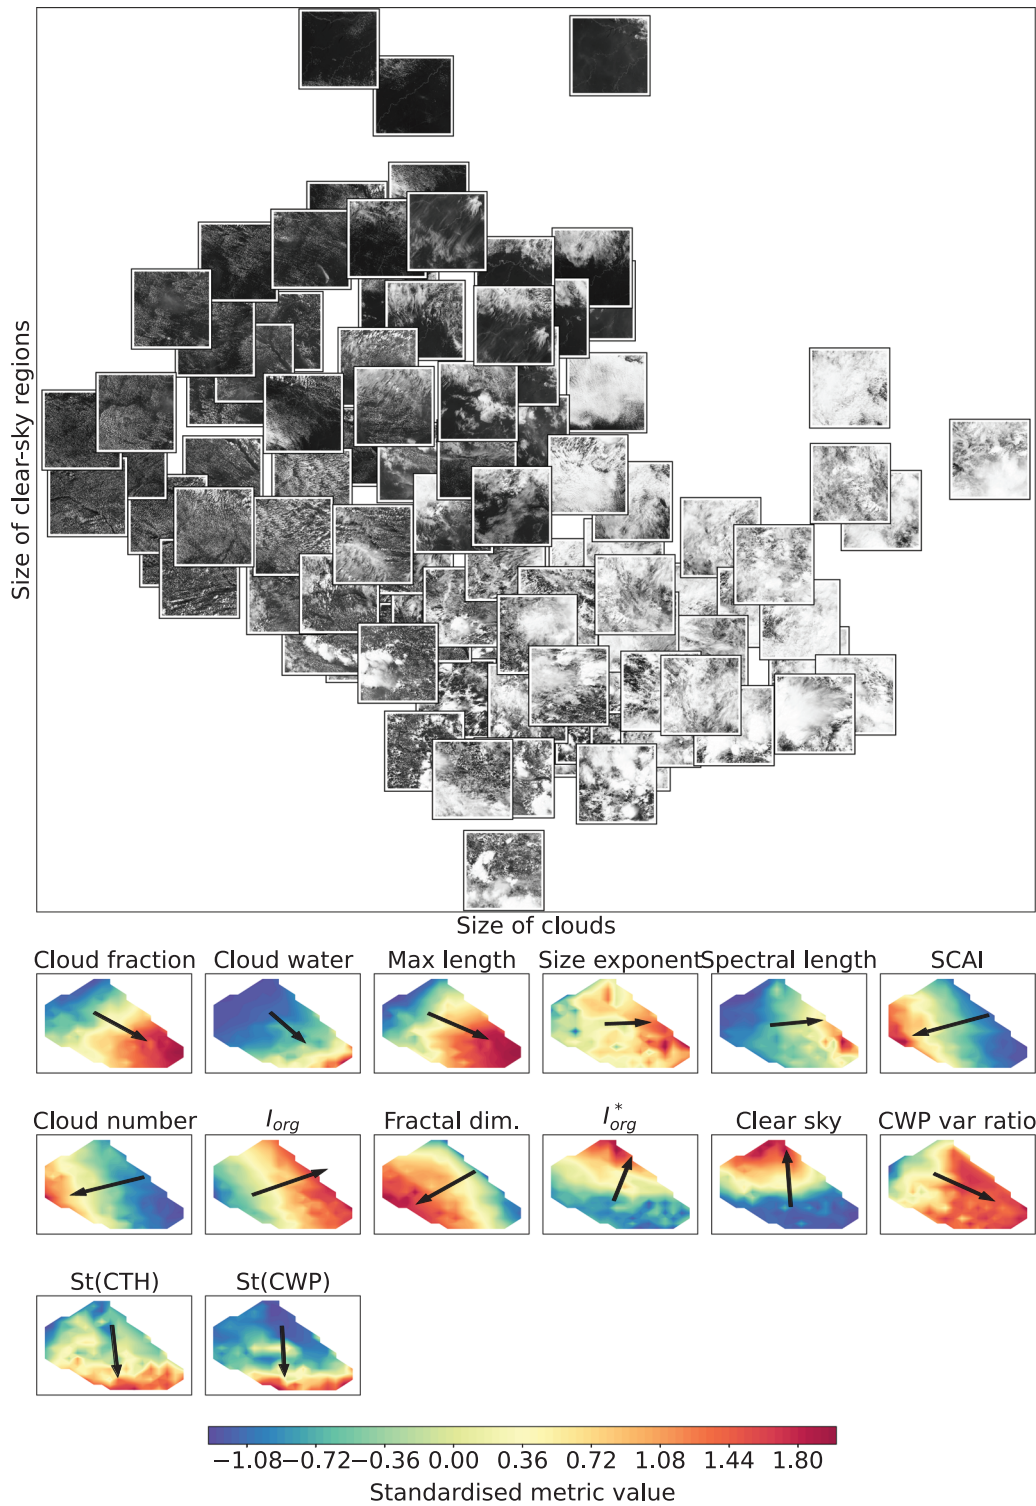 Size of clear-sky regions
Size of clouds
Cloud fraction
Cloud water
Max length
Size exponent
Spectral length
SCAI
Cloud number
I_org
Fractal dim.
I*_org
Clear sky
CWP var ratio
St(CTH)
St(CWP)
−1.08 −0.72 −0.36 0.00 0.36 0.72 1.08 1.44 1.80
Standardised metric value